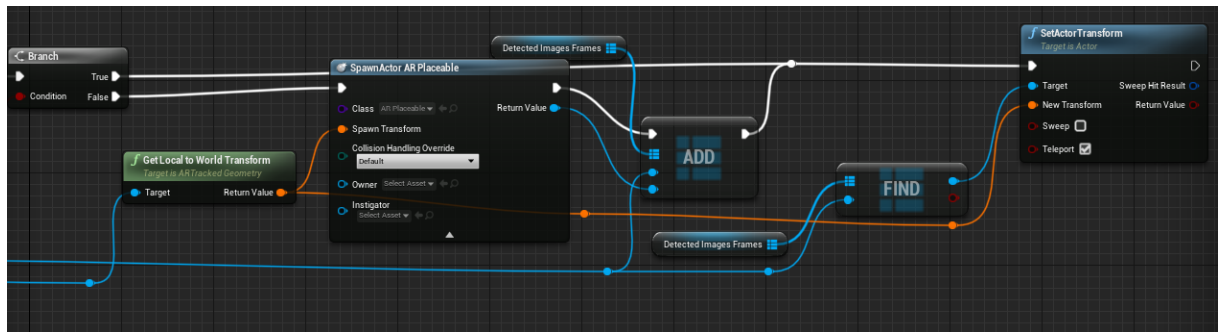 Branch
True
Condition
False
SpawnActor AR Placeable
Class
AR Placeable
Return Value
Spawn Transform
Collision Handling Override
Default
Owner
Select Asset
Instigator
Select Asset
Get Local to World Transform
Target is ARTracked Geometry
Target
Return Value
Detected Images Frames
ADD
Detected Images Frames
FIND
SetActorTransform
Target is Actor
Target
Sweep Hit Result
New Transform
Return Value
Sweep
Teleport